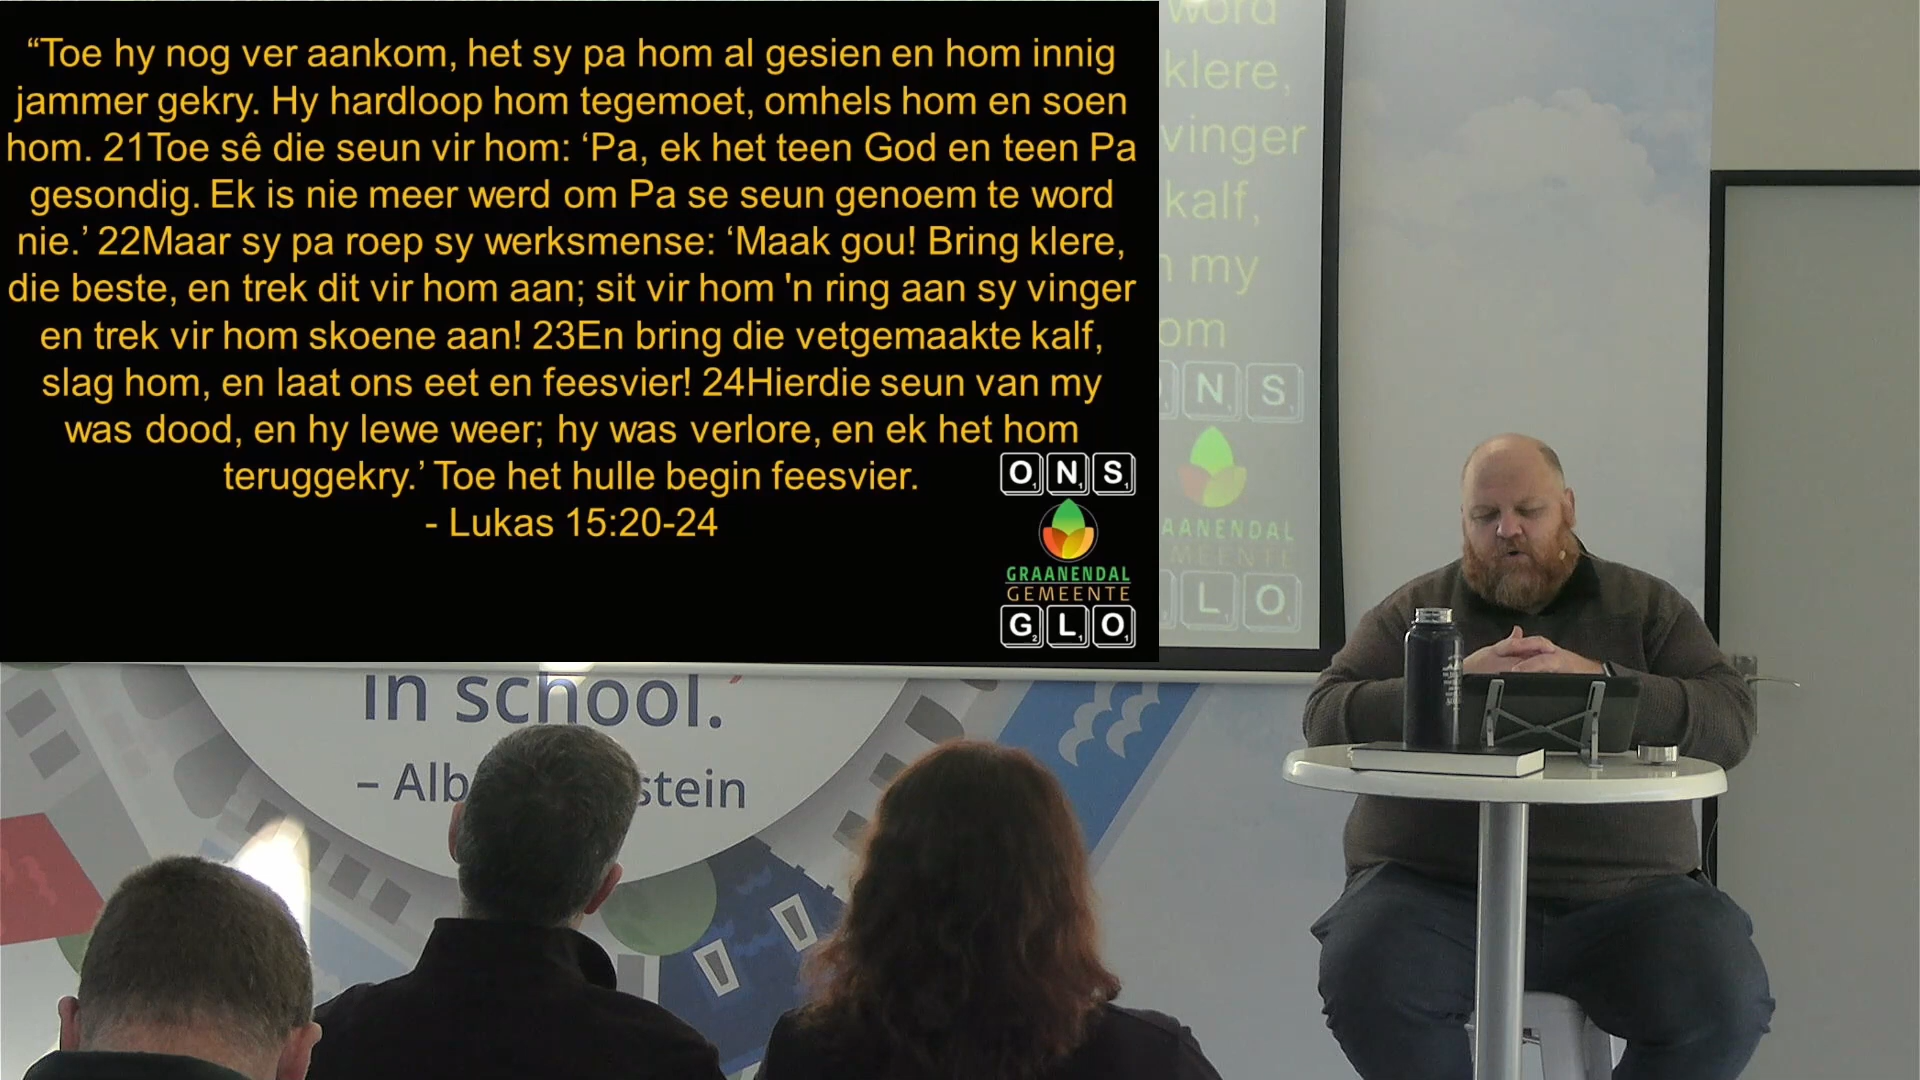 “Toe hy nog ver aankom, het sy pa hom al gesien en hom innig
jammer gekry. Hy hardloop hom tegemoet, omhels hom en soen
hom. 21Toe sê die seun vir hom: ‘Pa, ek het teen God en teen Pa
gesondig. Ek is nie meer werd om Pa se seun genoem te word
nie.’ 22Maar sy pa roep sy werksmense: ‘Maak gou! Bring klere,
die beste, en trek dit vir hom aan; sit vir hom 'n ring aan sy vinger
en trek vir hom skoene aan! 23En bring die vetgemaakte kalf,
slag hom, en laat ons eet en feesvier! 24Hierdie seun van my
was dood, en hy lewe weer; hy was verlore, en ek het hom
teruggekry.’ Toe het hulle begin feesvier.
- Lukas 15:20-24
ONS
GRAANENDAL
GEMEENTE
GLO
word
klere,
vinger
kalf,
my
om
NS
AANENDAL
MEENTE
LO
in school.
– Alb stein